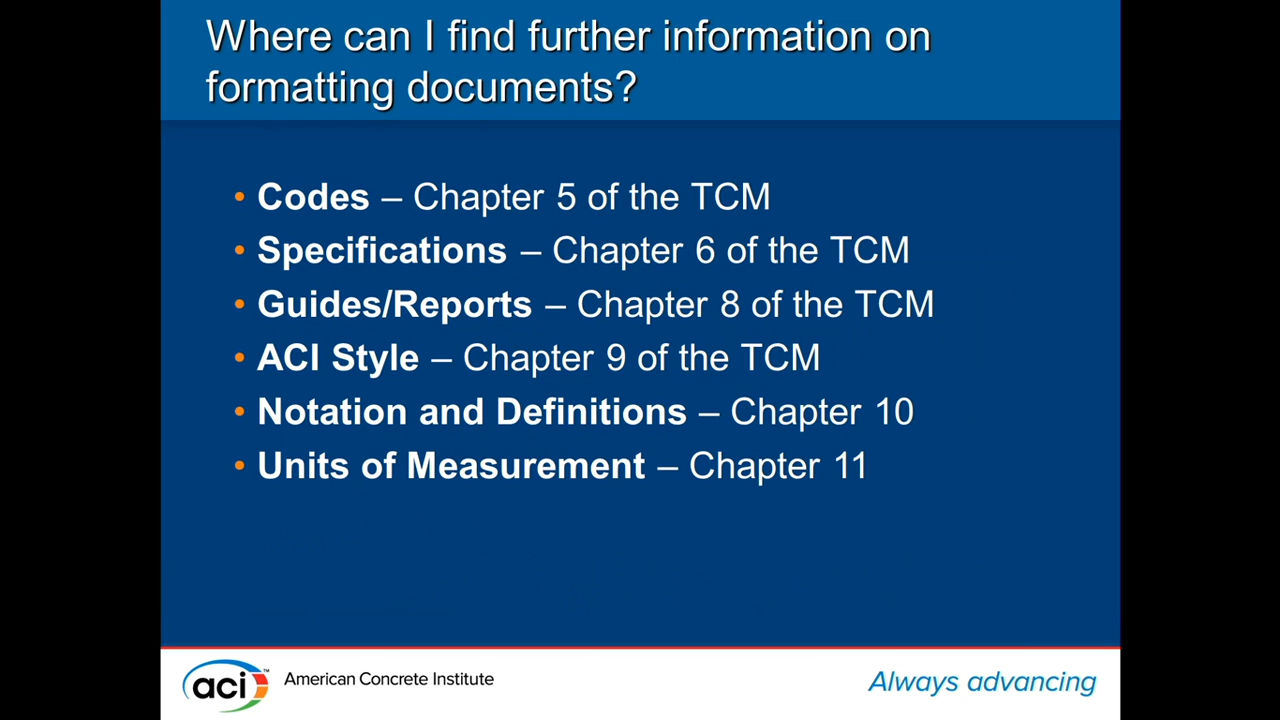 Where can I find further information on
formatting documents?
• Codes – Chapter 5 of the TCM
• Specifications – Chapter 6 of the TCM
• Guides/Reports – Chapter 8 of the TCM
• ACI Style – Chapter 9 of the TCM
• Notation and Definitions – Chapter 10
• Units of Measurement – Chapter 11
aci™ American Concrete Institute
Always advancing